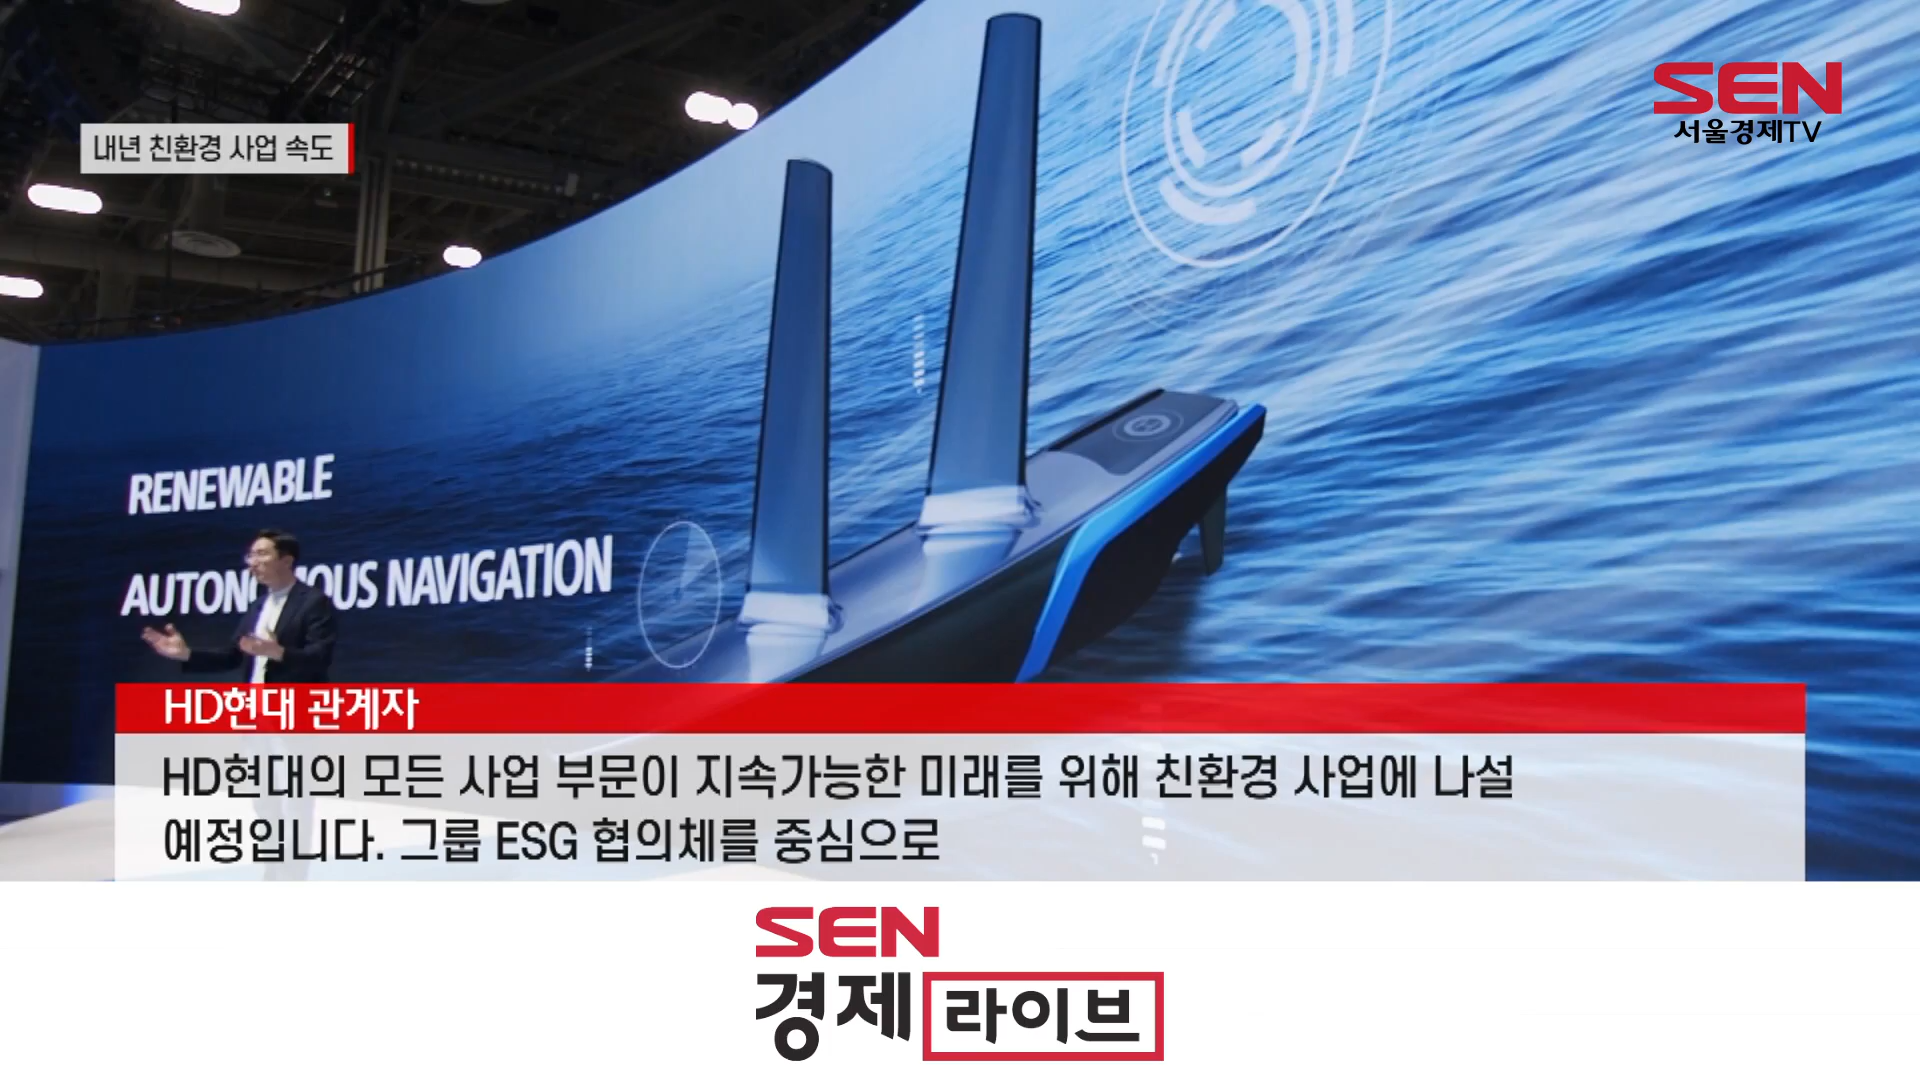 SEN
서울경제TV
내년 친환경 사업 속도
RENEWABLE
AUTONOMOUS NAVIGATION
HD현대 관계자
HD현대의 모든 사업 부문이 지속가능한 미래를 위해 친환경 사업에 나설
예정입니다. 그룹 ESG 협의체를 중심으로
SEN
경제 라이브